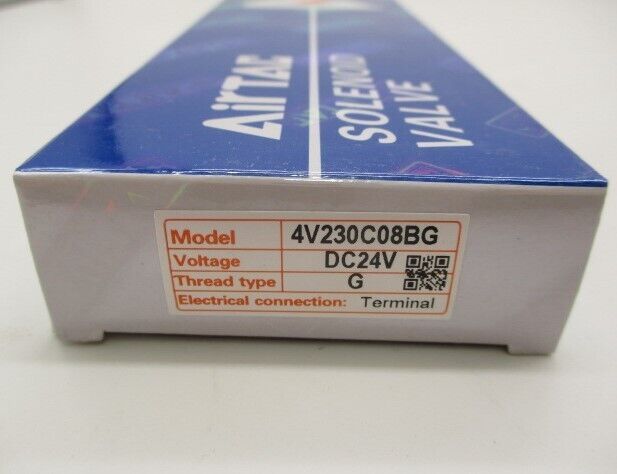 AirTAC
SOLENOID
VALVE
Model 4V230C08BG
Voltage DC24V
Thread type G
Electrical connection: Terminal